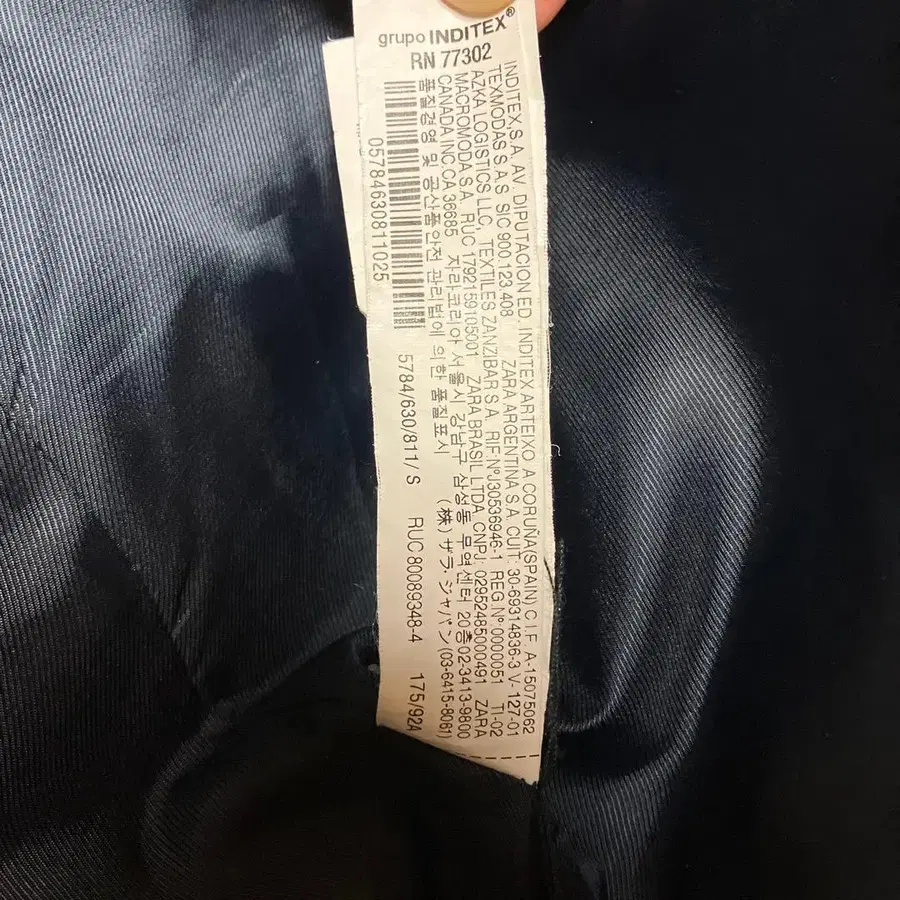 grupo INDITEX®
RN 77302
INDITEX,S.A. AV. DIPUTACION ED. INDITEX ARTEIXO, A CORUÑA(SPAIN) C.I.F. A-15075062
TEXMODAS S.A.S. SIC 900.123.408 ZARA ARGENTINA S.A. CUIT: 30-69314836-3 V-127-01
AZKA LOGISTICS LLC, TEXTILES ZANZIBAR S.A. RIF:NºJ30536946-1 REG.Nº.0000051 TI-02
MACROMODA,S.A. RUC 1792159105001 ZARA BRASIL LTDA, CNPJ: 02952485000491 ZARA
CANADA INC.CA 36685 자라코리아 서울시 강남구 삼성동 무역센터 20층 02-3413-9800
품질경영 및 공산품안전 관리법에 의한 품질표시 (株) ザラ・ジャパン (03-6415-8061)
05784630811025
5784/630/811/ S RUC 80089348-4 175/92A